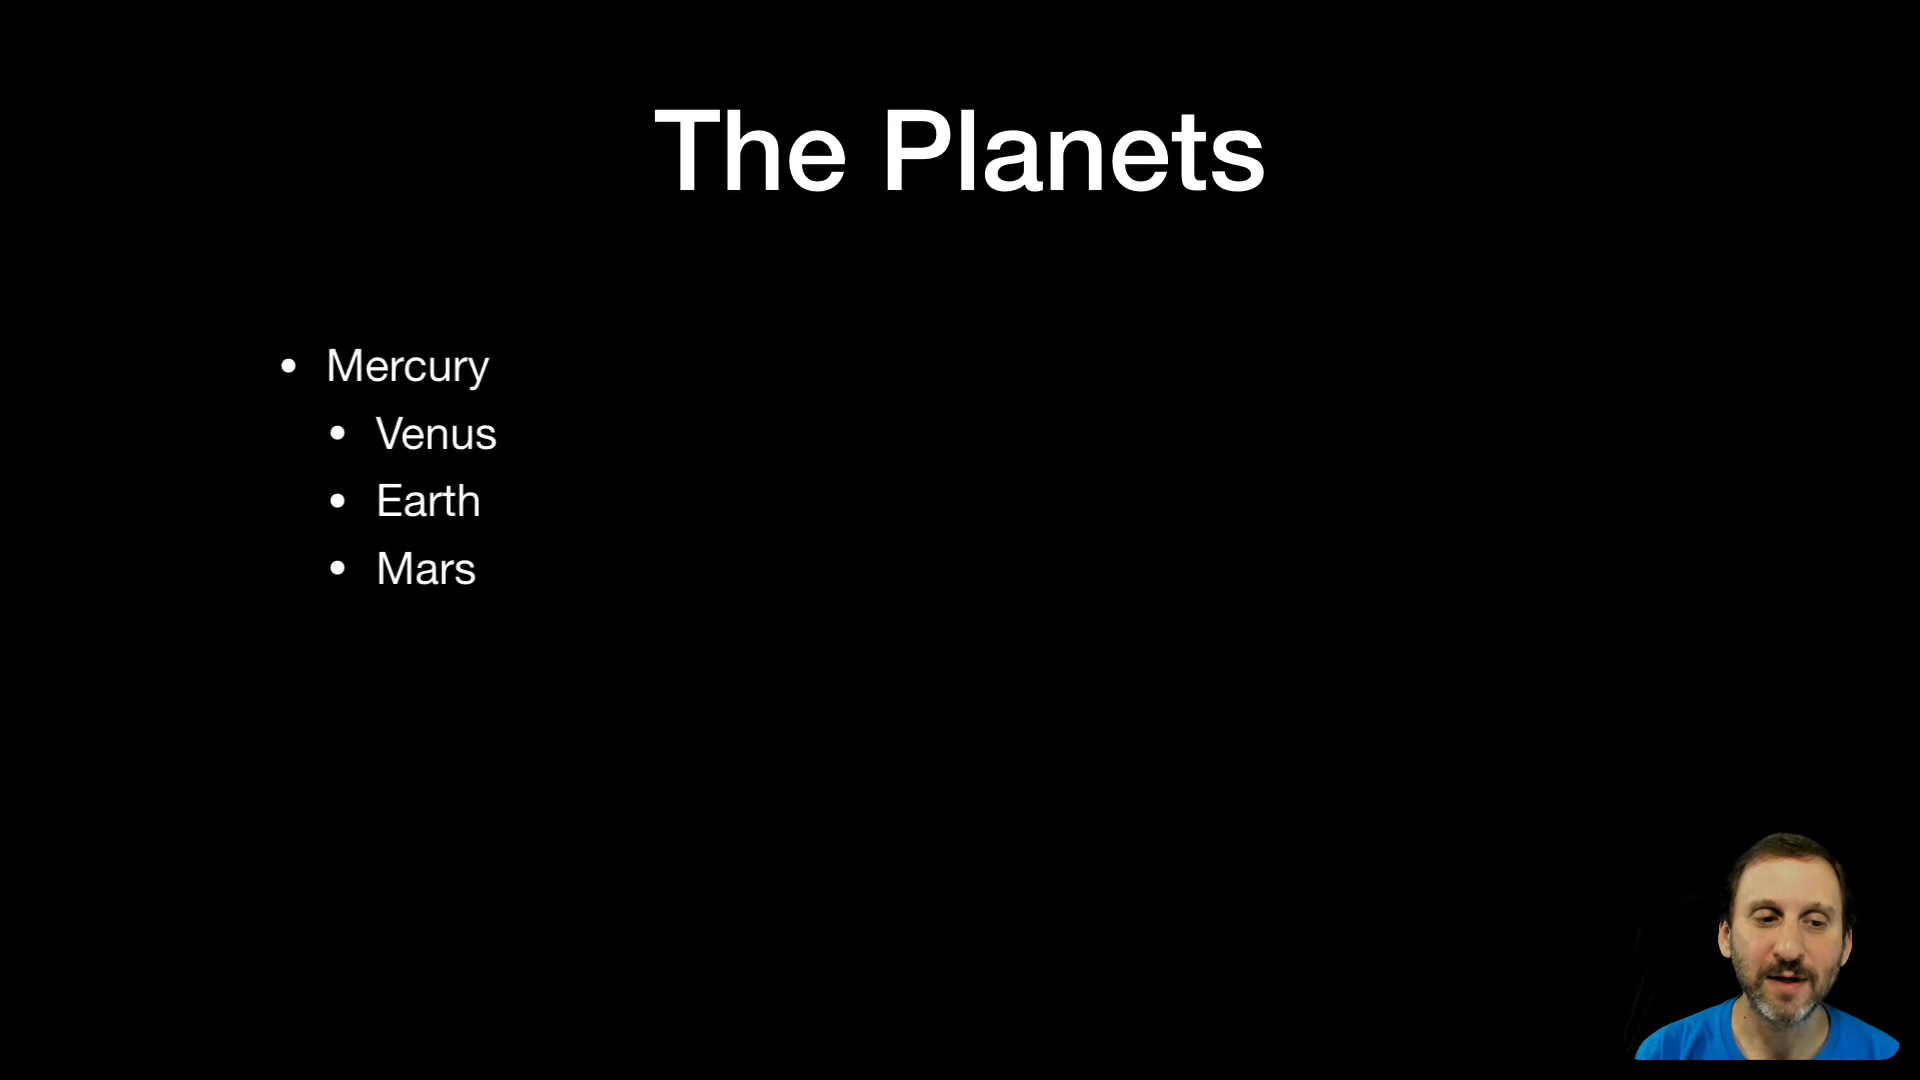 The Planets
• Mercury
• Venus
• Earth
• Mars